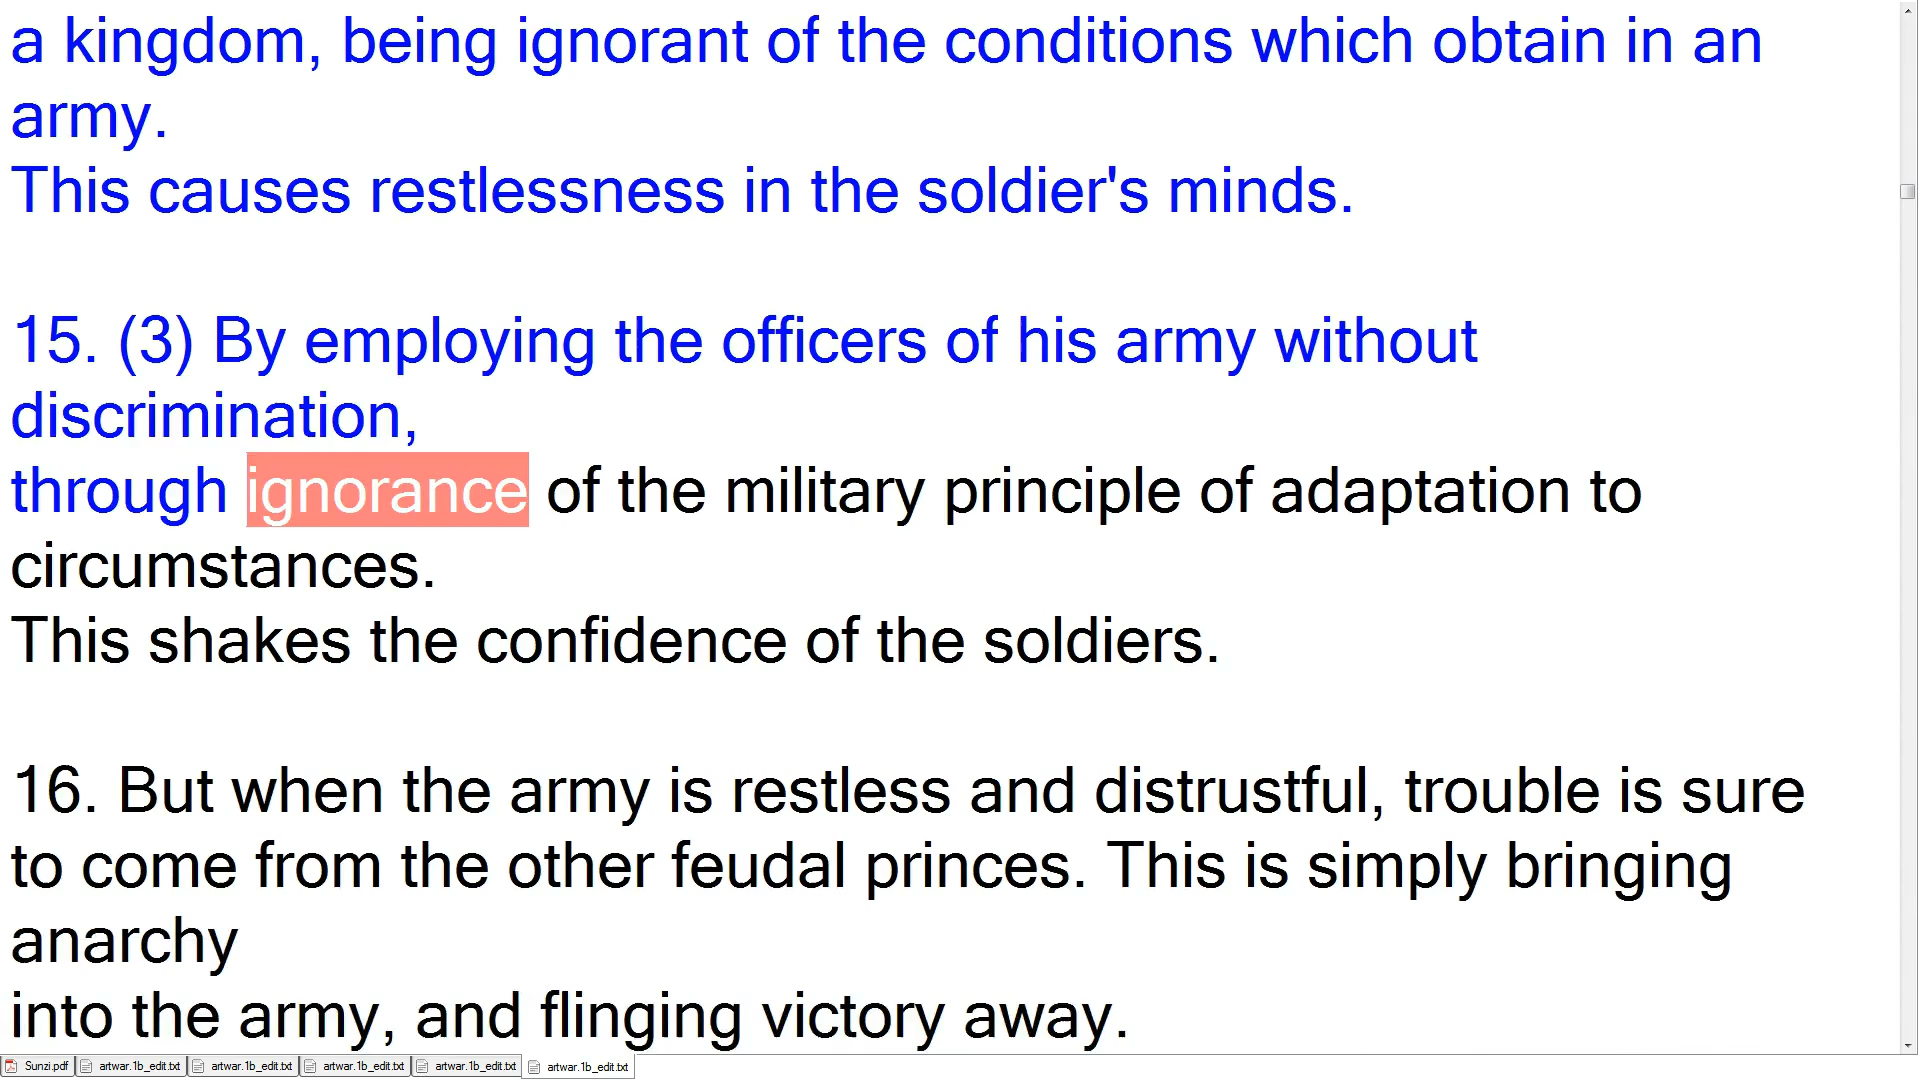 a kingdom, being ignorant of the conditions which obtain in an
army.
This causes restlessness in the soldier's minds.
15. (3) By employing the officers of his army without
discrimination,
through ignorance of the military principle of adaptation to
circumstances.
This shakes the confidence of the soldiers.
16. But when the army is restless and distrustful, trouble is sure
to come from the other feudal princes. This is simply bringing
anarchy
into the army, and flinging victory away.
Sunzi.pdf artwar.1b_edit.txt artwar.1b_edit.txt artwar.1b_edit.txt artwar.1b_edit.txt artwar.1b_edit.txt